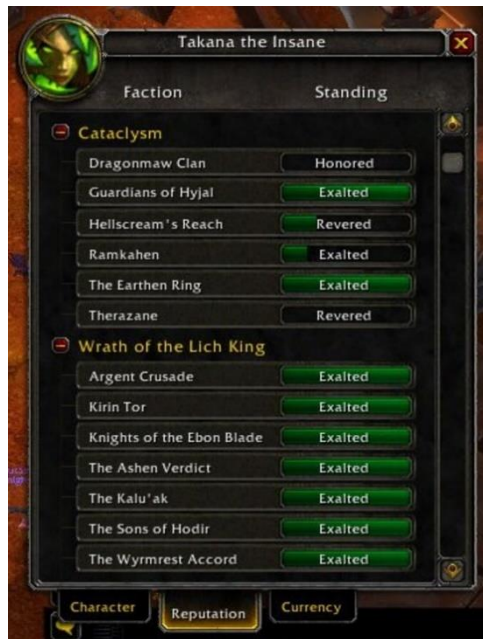 Takana the Insane
Faction Standing
Cataclysm
Dragonmaw Clan Honored
Guardians of Hyjal Exalted
Hellscream's Reach Revered
Ramkahen Exalted
The Earthen Ring Exalted
Therazane Revered
Wrath of the Lich King
Argent Crusade Exalted
Kirin Tor Exalted
Knights of the Ebon Blade Exalted
The Ashen Verdict Exalted
The Kalu'ak Exalted
The Sons of Hodir Exalted
The Wyrmrest Accord Exalted
Character Reputation Currency